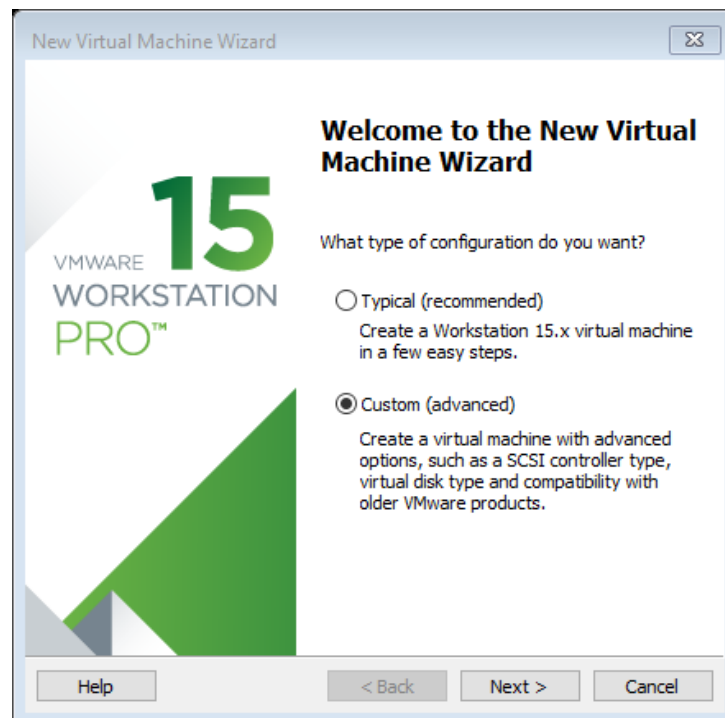 New Virtual Machine Wizard
VMWARE 15
WORKSTATION
PRO™
Welcome to the New Virtual
Machine Wizard
What type of configuration do you want?
Typical (recommended)
Create a Workstation 15.x virtual machine
in a few easy steps.
Custom (advanced)
Create a virtual machine with advanced
options, such as a SCSI controller type,
virtual disk type and compatibility with
older VMware products.
Help
< Back
Next >
Cancel